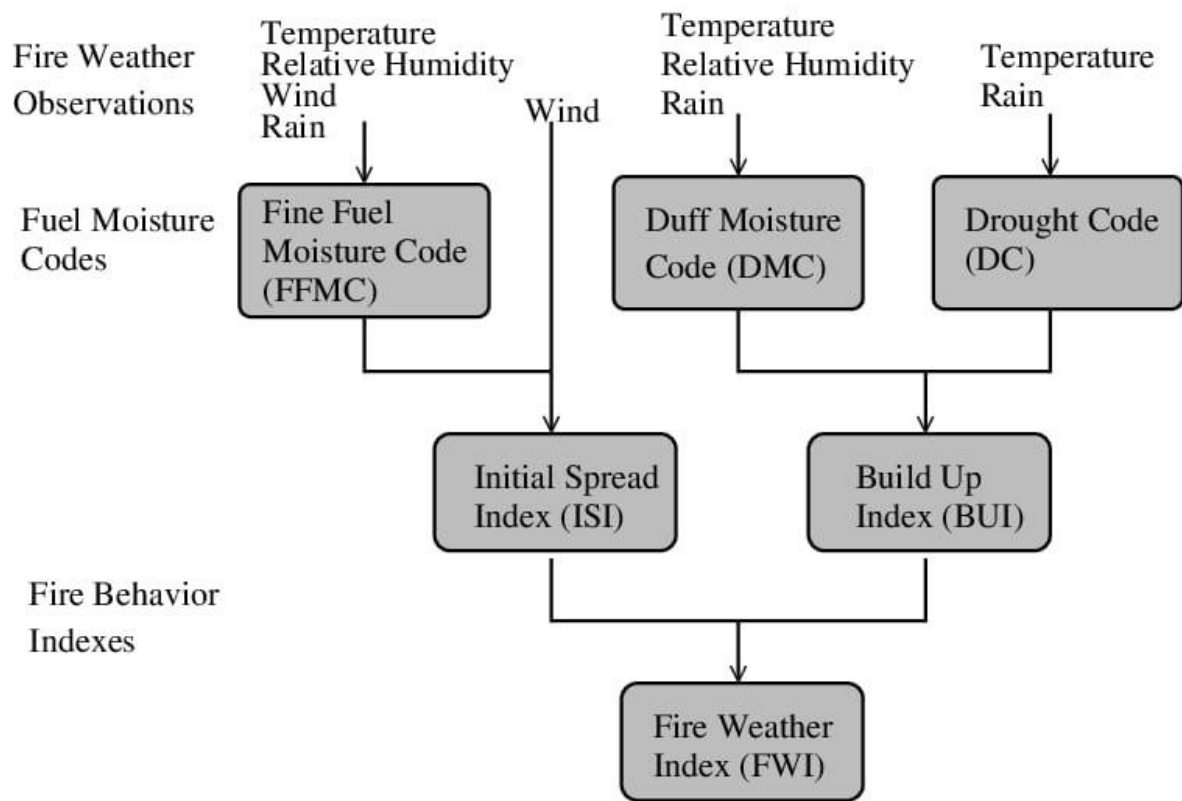 Fire Weather
Observations
Temperature
Relative Humidity
Wind
Rain
Wind
Temperature
Relative Humidity
Rain
Temperature
Rain
Fuel Moisture
Codes
Fine Fuel
Moisture Code
(FFMC)
Duff Moisture
Code (DMC)
Drought Code
(DC)
Initial Spread
Index (ISI)
Build Up
Index (BUI)
Fire Behavior
Indexes
Fire Weather
Index (FWI)